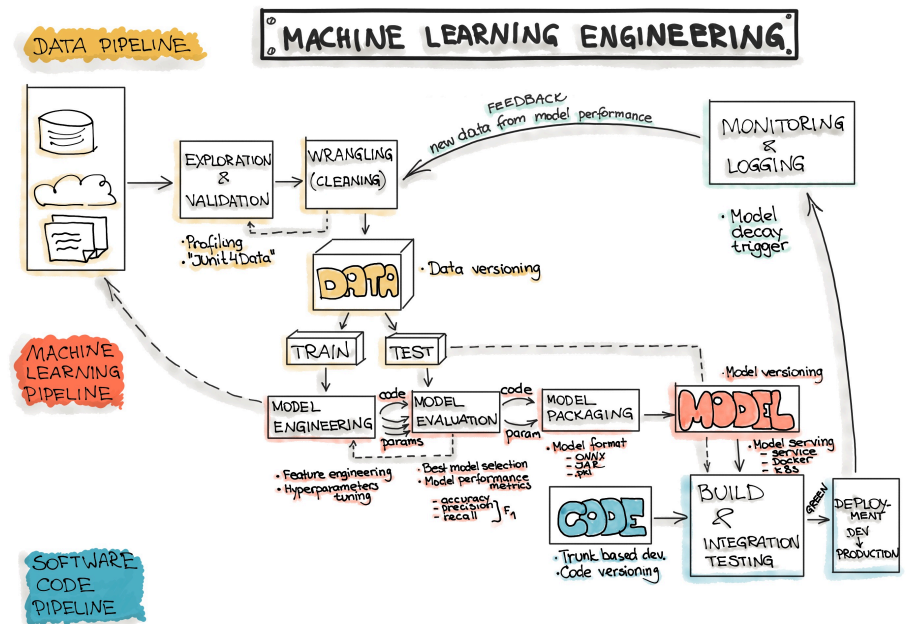 DATA PIPELINE
MACHINE LEARNING ENGINEERING
EXPLORATION
&
VALIDATION
WRANGLING
(CLEANING)
FEEDBACK
new data from model performance
MONITORING
&
LOGGING
• Profiling
• "JUnit4Data"
DATA
• Data versioning
• Model
decay
trigger
MACHINE
LEARNING
PIPELINE
TRAIN
TEST
MODEL
ENGINEERING
code
params
MODEL
EVALUATION
code
param
MODEL
PACKAGING
• Model versioning
MODEL
• Feature engineering
• Hyperparameters
tuning
• Best model selection
• Model performance
metrics
– accuracy
– precision
– recall
F1
• Model format
– ONNX
– JAR
– pkl
• Model serving
– service
– Docker
– K8S
CODE
• Trunk based dev.
• Code versioning
BUILD
&
INTEGRATION
TESTING
GREEN
DEPLOY-
MENT
DEV
PRODUCTION
SOFTWARE
CODE
PIPELINE